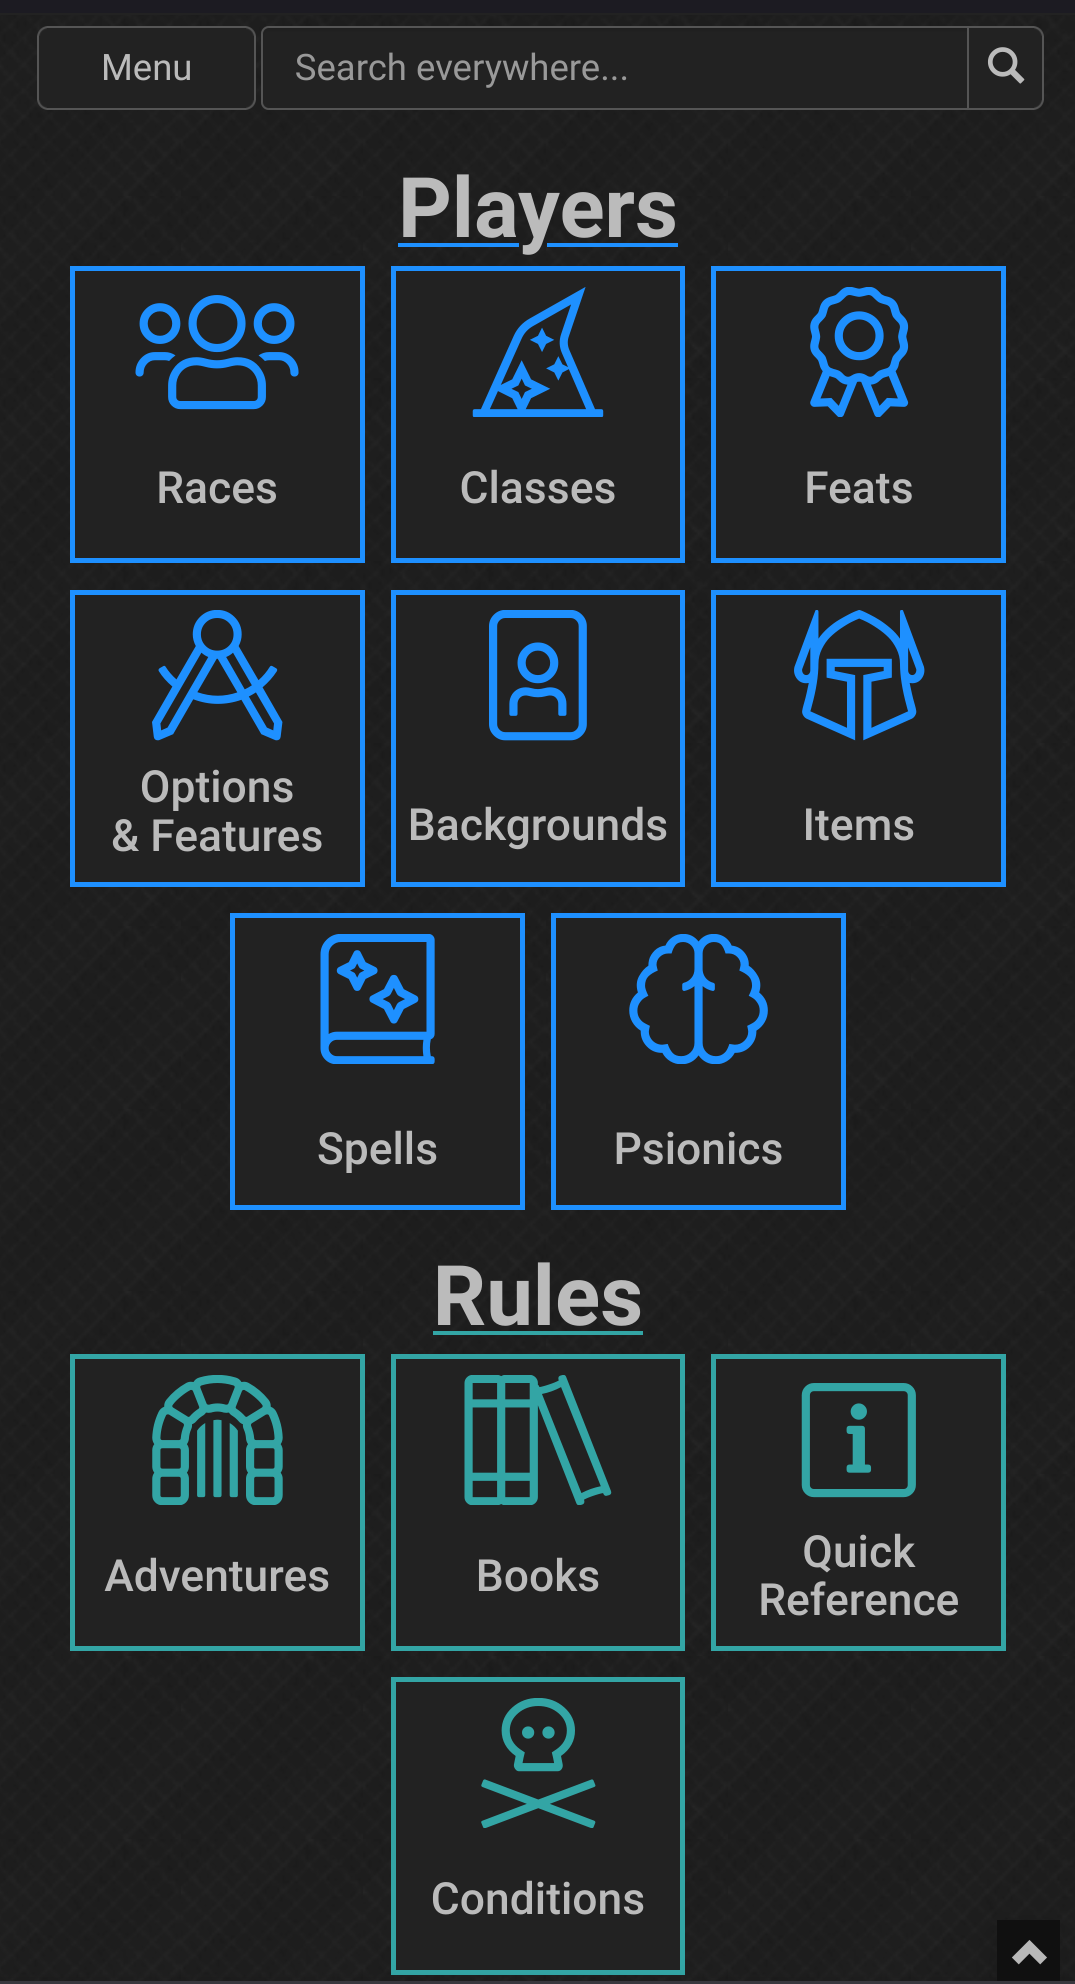 Menu
Search everywhere...
Players
Races
Classes
Feats
Options
& Features
Backgrounds
Items
Spells
Psionics
Rules
Adventures
Books
Quick
Reference
Conditions